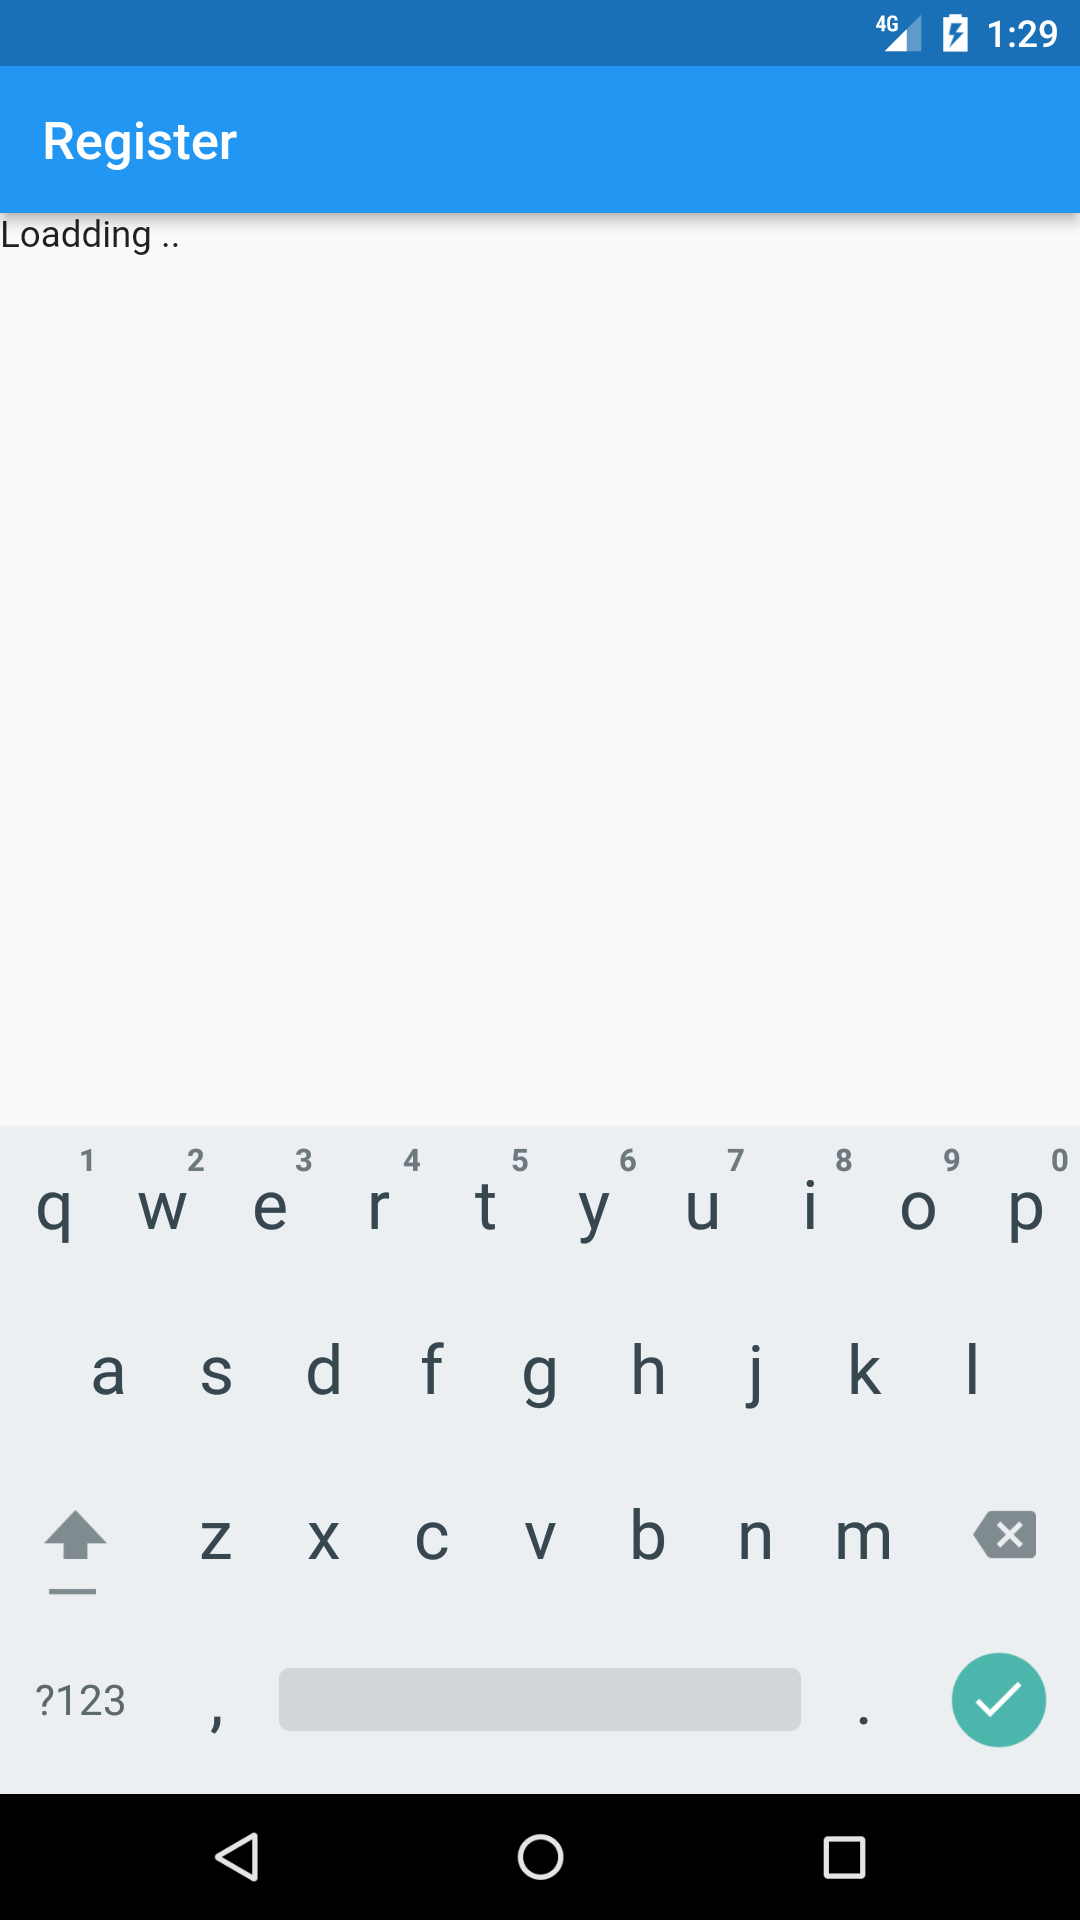 4G 1:29
Register
Loadding ..
1 2 3 4 5 6 7 8 9 0
q w e r t y u i o p
a s d f g h j k l
z x c v b n m
?123 , .